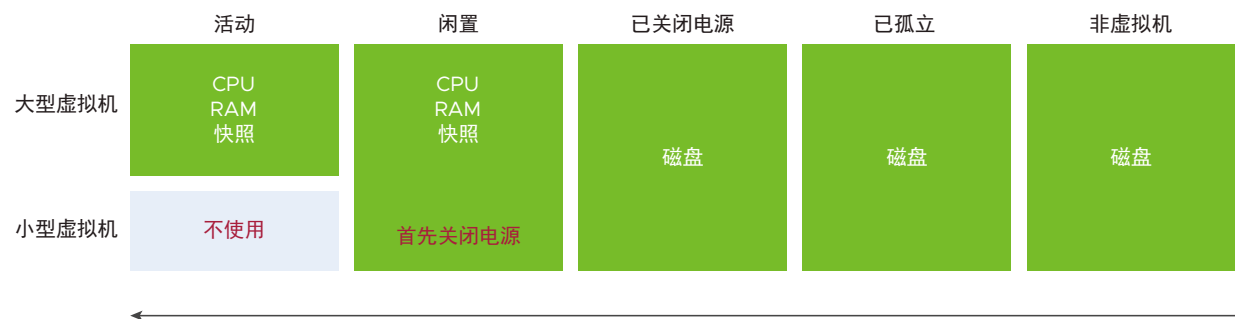 活动
闲置
已关闭电源
已孤立
非虚拟机
大型虚拟机
CPU
RAM
快照
CPU
RAM
快照
磁盘
磁盘
磁盘
小型虚拟机
不使用
首先关闭电源